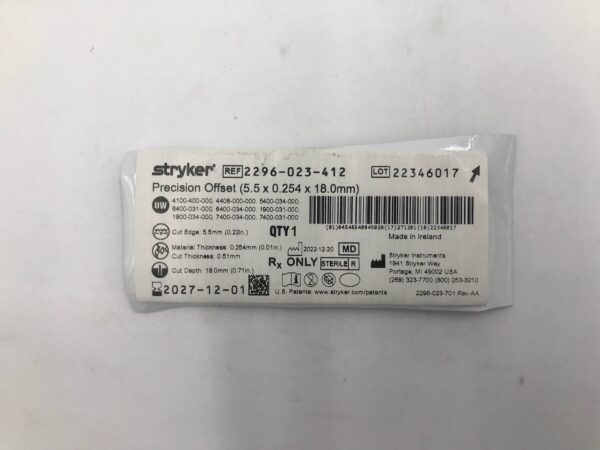 stryker® REF 2296-023-412 LOT 22346017
Precision Offset (5.5 x 0.254 x 18.0mm)
UW 4100-400-000, 4408-000-000, 5400-034-000,
6400-031-000, 6400-034-000, 1900-031-000,
1900-034-000, 7400-034-000, 7400-031-000
(01)04546540945020(17)271201(10)22346017
Cut Edge: 5.5mm (0.22in.) QTY 1 Made in Ireland
Material Thickness: 0.254mm (0.01in.) 2022-12-20 MD
Cut Thickness: 0.51mm
Rx ONLY STERILE R
Cut Depth: 18.0mm (0.71in.)
Stryker Instruments
1941 Stryker Way
Portage, MI 49002 USA
(269) 323-7700 (800) 253-3210
2027-12-01 U.S. Patents: www.stryker.com/patents 2296-023-701 Rev-AA